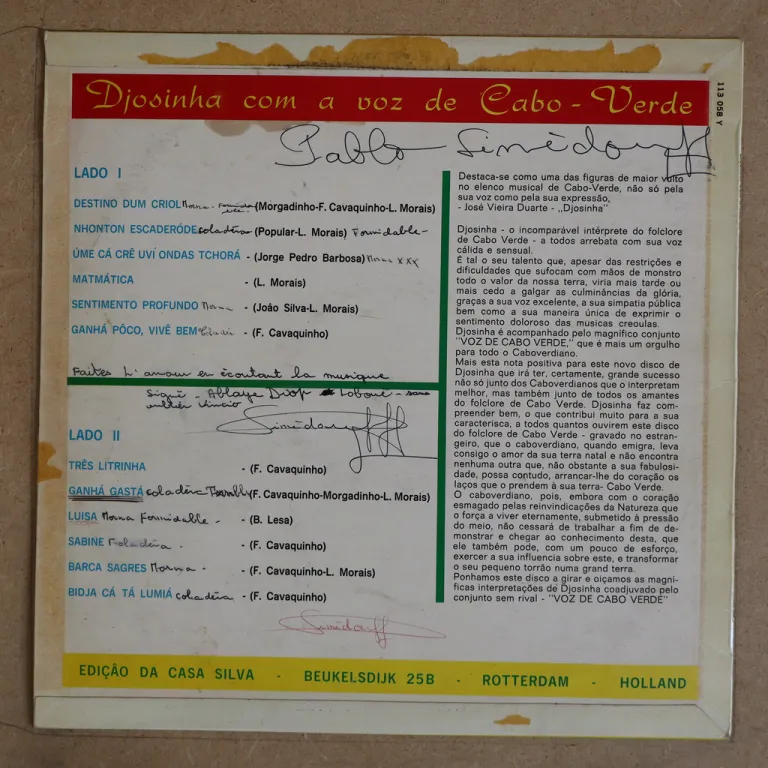 Djosinha com a voz de Cabo-Verde
113 058 Y
Pablo
LADO I
DESTINO DUM CRIOL Morna - (Morgadinho-F. Cavaquinho-L. Morais)
NHONTON ESCADERÓDE coladéra - (Popular-L. Morais) Formidable -
ÚME CÁ CRÊ UVÍ ONDAS TCHORÁ - (Jorge Pedro Barbosa) Morna XXX
MATMÁTICA - (L. Morais)
SENTIMENTO PROFUNDO Morna - (João Silva-L. Morais)
GANHÁ PÔCO, VIVÊ BEM - (F. Cavaquinho)
Faites L'amour en écoutant la musique
Signé - Ablaye Diop
LADO II
TRÊS LITRINHA - (F. Cavaquinho)
GANHÁ GASTÁ coladéra (F. Cavaquinho-Morgadinho-L. Morais)
LUISA Morna Formidable - - (B. Lesa)
SABINE coladéra - - (F. Cavaquinho)
BARCA SAGRES Morna - - (F. Cavaquinho-L. Morais)
BIDJA CÁ TÁ LUMIÁ coladéra - (F. Cavaquinho)
Destaca-se como uma das figuras de maior vulto
no elenco musical de Cabo-Verde, não só pela
sua voz como pela sua expressão,
- José Vieira Duarte - „Djosinha”
Djosinha - o incomparável intérprete do folclore
de Cabo Verde - a todos arrebata com sua voz
cálida e sensual.
É tal o seu talento que, apesar das restrições e
dificuldades que sufocam com mãos de monstro
todo o valor da nossa terra, viria mais tarde ou
mais cedo a galgar as culminâncias da glória,
graças a sua voz excelente, a sua simpatia pública
bem como a sua maneira única de exprimir o
sentimento doloroso das musicas creoulas.
Djosinha é acompanhado pelo magnífico conjunto
"VOZ DE CABO VERDE," que é mais um orgulho
para todo o Caboverdiano.
Mais esta nota positiva para este novo disco de
Djosinha que irá ter, certamente, grande sucesso
não só junto dos Caboverdianos que o interpretam
melhor, mas também junto de todos os amantes
do folclore de Cabo Verde. Djosinha faz com-
preender bem, o que contribui muito para a sua
caracterisca, a todos quantos ouvirem este disco
do folclore de Cabo Verde - gravado no estran-
geiro, que o caboverdiano, quando emigra, leva
consigo o amor da sua terra natal e não encontra
nenhuma outra que, não obstante a sua fabulosi-
dade, possa contudo, arrancar-lhe do coração os
laços que o prendem à sua terra- Cabo Verde.
O caboverdiano, pois, embora com o coração
esmagado pelas reinvindicações da Natureza que
o força a viver eternamente, submetido à pressão
do meio, não cessará de trabalhar a fim de de-
monstrar e chegar ao conhecimento desta, que
ele também pode, com um pouco de esforço,
exercer a sua influencia sobre este, e transformar
o seu pequeno torrão numa grand terra.
Ponhamos este disco a girar e oiçamos as magni-
ficas interpretações de Djosinha coadjuvado pelo
conjunto sem rival - "VOZ DE CABO VERDE"
EDIÇÂO DA CASA SILVA - BEUKELSDIJK 25B - ROTTERDAM - HOLLAND